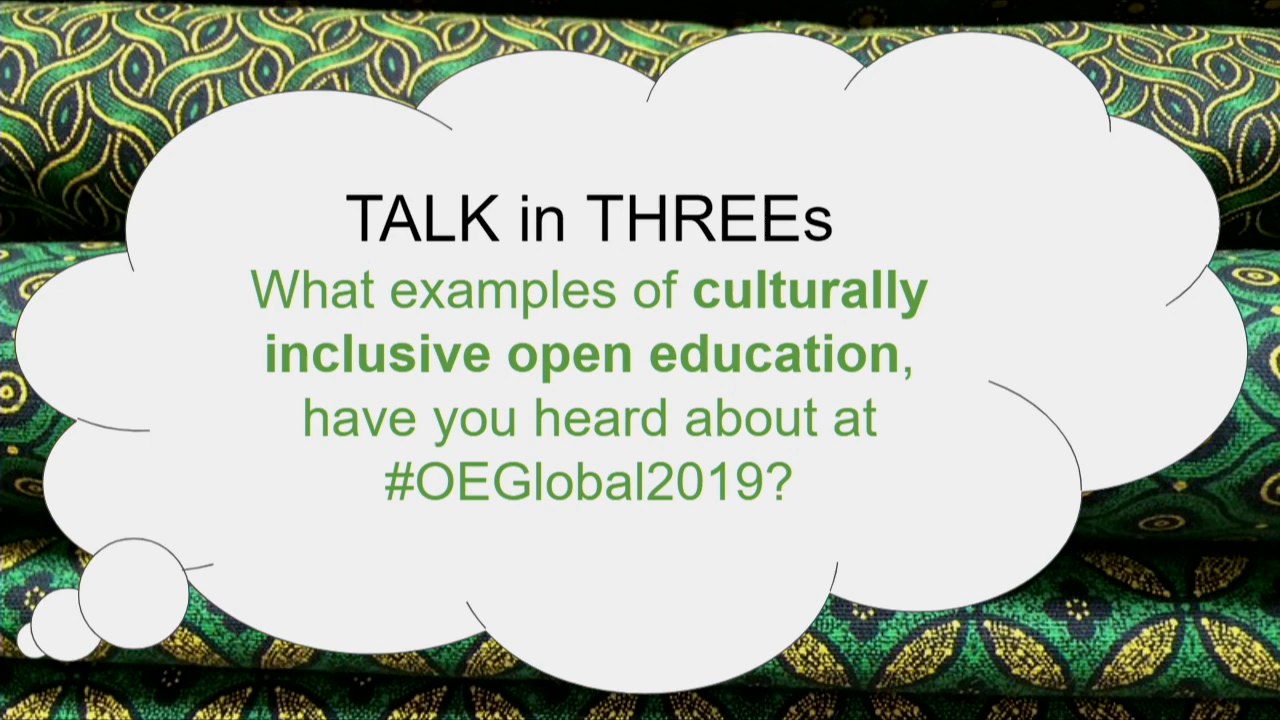 TALK in THREEs
What examples of culturally
inclusive open education,
have you heard about at
#OEGlobal2019?